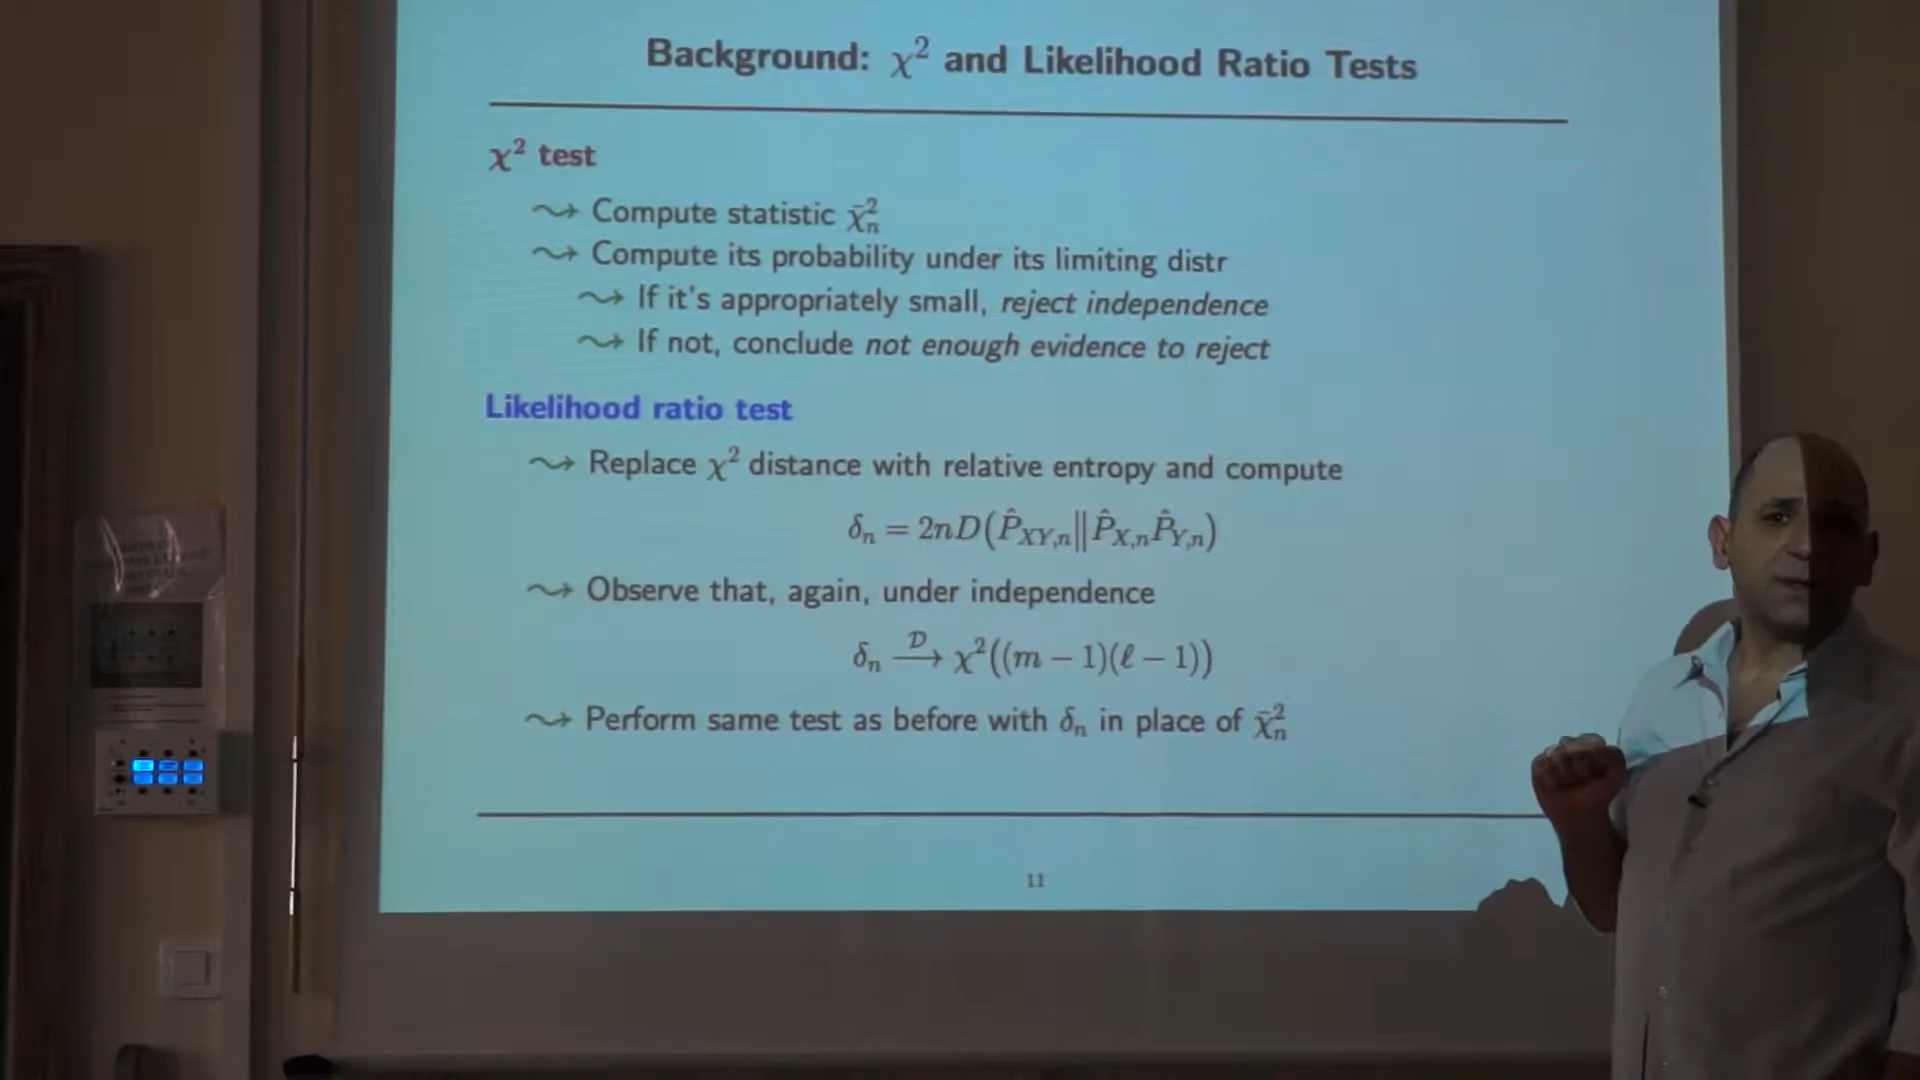 Background: χ² and Likelihood Ratio Tests
χ² test
⇝ Compute statistic χ̄²ₙ
⇝ Compute its probability under its limiting distr
⇝ If it's appropriately small, reject independence
⇝ If not, conclude not enough evidence to reject
Likelihood ratio test
⇝ Replace χ² distance with relative entropy and compute
δₙ = 2nD(P̂_{XY,n}||P̂_{X,n}P̂_{Y,n})
⇝ Observe that, again, under independence
δₙ —D→ χ²((m − 1)(ℓ − 1))
⇝ Perform same test as before with δₙ in place of χ̄²ₙ
11